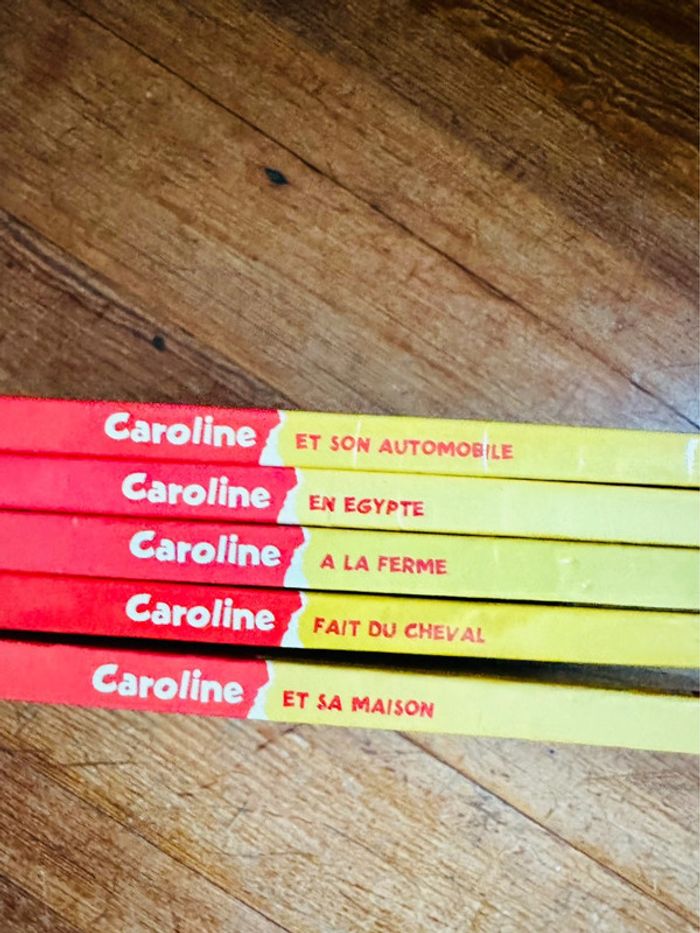 Caroline ET SON AUTOMOBILE
Caroline EN EGYPTE
Caroline A LA FERME
Caroline FAIT DU CHEVAL
Caroline ET SA MAISON